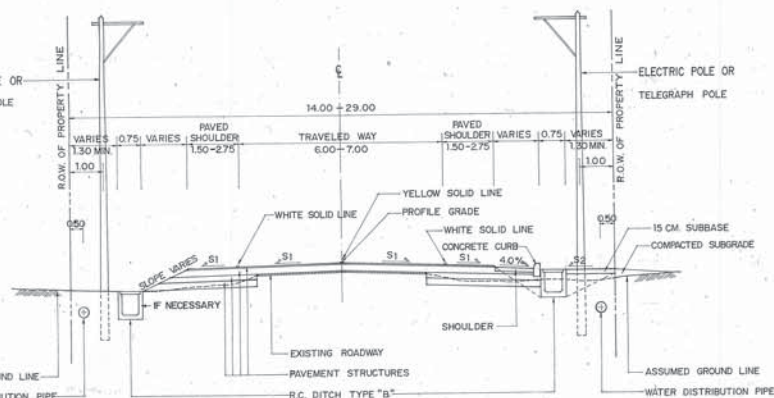 E OR
OLE
ELECTRIC POLE OR
TELEGRAPH POLE
R.O.W. OF PROPERTY LINE
R.O.W. OF PROPERTY LINE
14.00 - 29.00
VARIES
1.30 MIN.
0.75
VARIES
PAVED
SHOULDER
1.50-2.75
TRAVELED WAY
6.00-7.00
PAVED
SHOULDER
1.50-2.75
VARIES
0.75
VARIES
1.30 MIN.
1.00
1.00
0.50
0.50
YELLOW SOLID LINE
PROFILE GRADE
WHITE SOLID LINE
WHITE SOLID LINE
CONCRETE CURB
15 CM. SUBBASE
COMPACTED SUBGRADE
S1
S1
S1
S1
4.0%
S2
SLOPE VARIES
IF NECESSARY
SHOULDER
EXISTING ROADWAY
PAVEMENT STRUCTURES
R.C. DITCH TYPE "B"
UND LINE
BUTION PIPE
ASSUMED GROUND LINE
WATER DISTRIBUTION PIPE